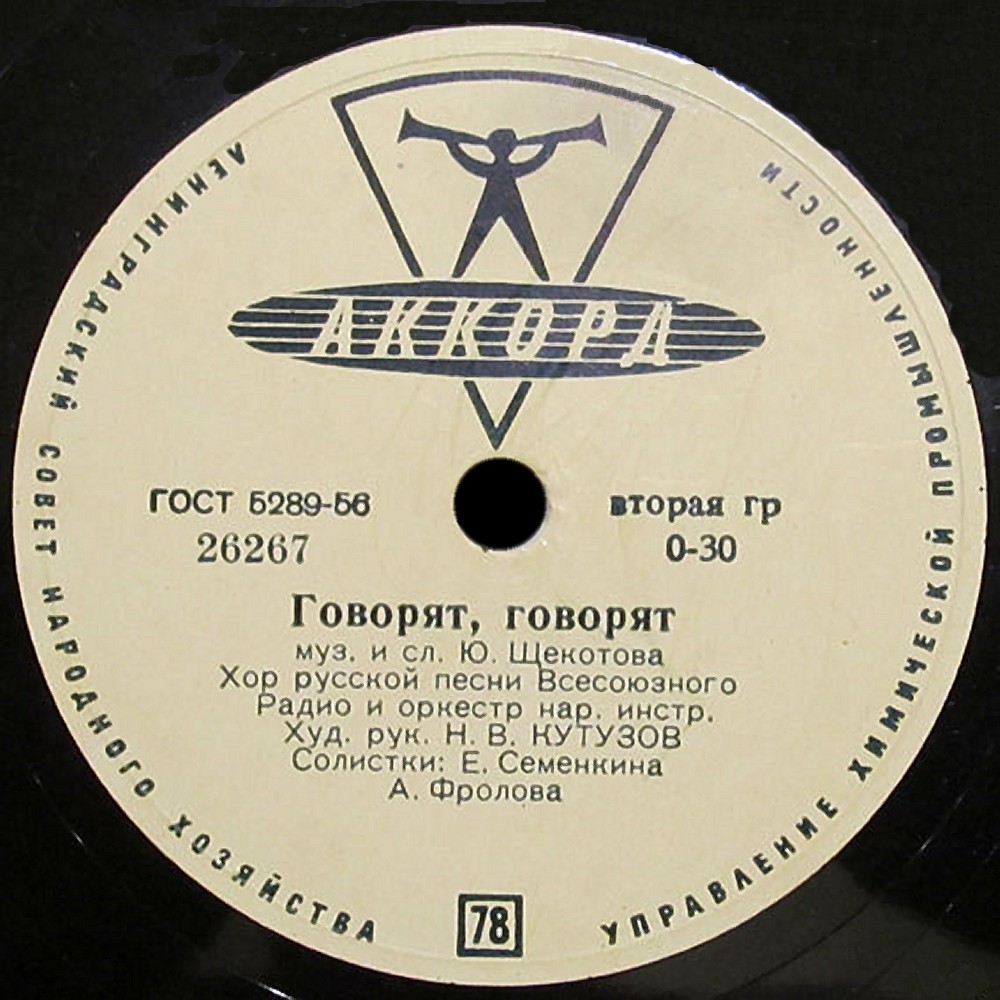 АККОРД
ЛЕНИНГРАДСКИЙ СОВЕТ НАРОДНОГО ХОЗЯЙСТВА
УПРАВЛЕНИЕ ХИМИЧЕСКОЙ ПРОМЫШЛЕННОСТИ
ГОСТ 5289-56
вторая гр
26267
0-30
Говорят, говорят
муз. и сл. Ю. Щекотова
Хор русской песни Всесоюзного
Радио и оркестр нар. инстр.
Худ. рук. Н. В. КУТУЗОВ
Солистки: Е. Семенкина
А. Фролова
78